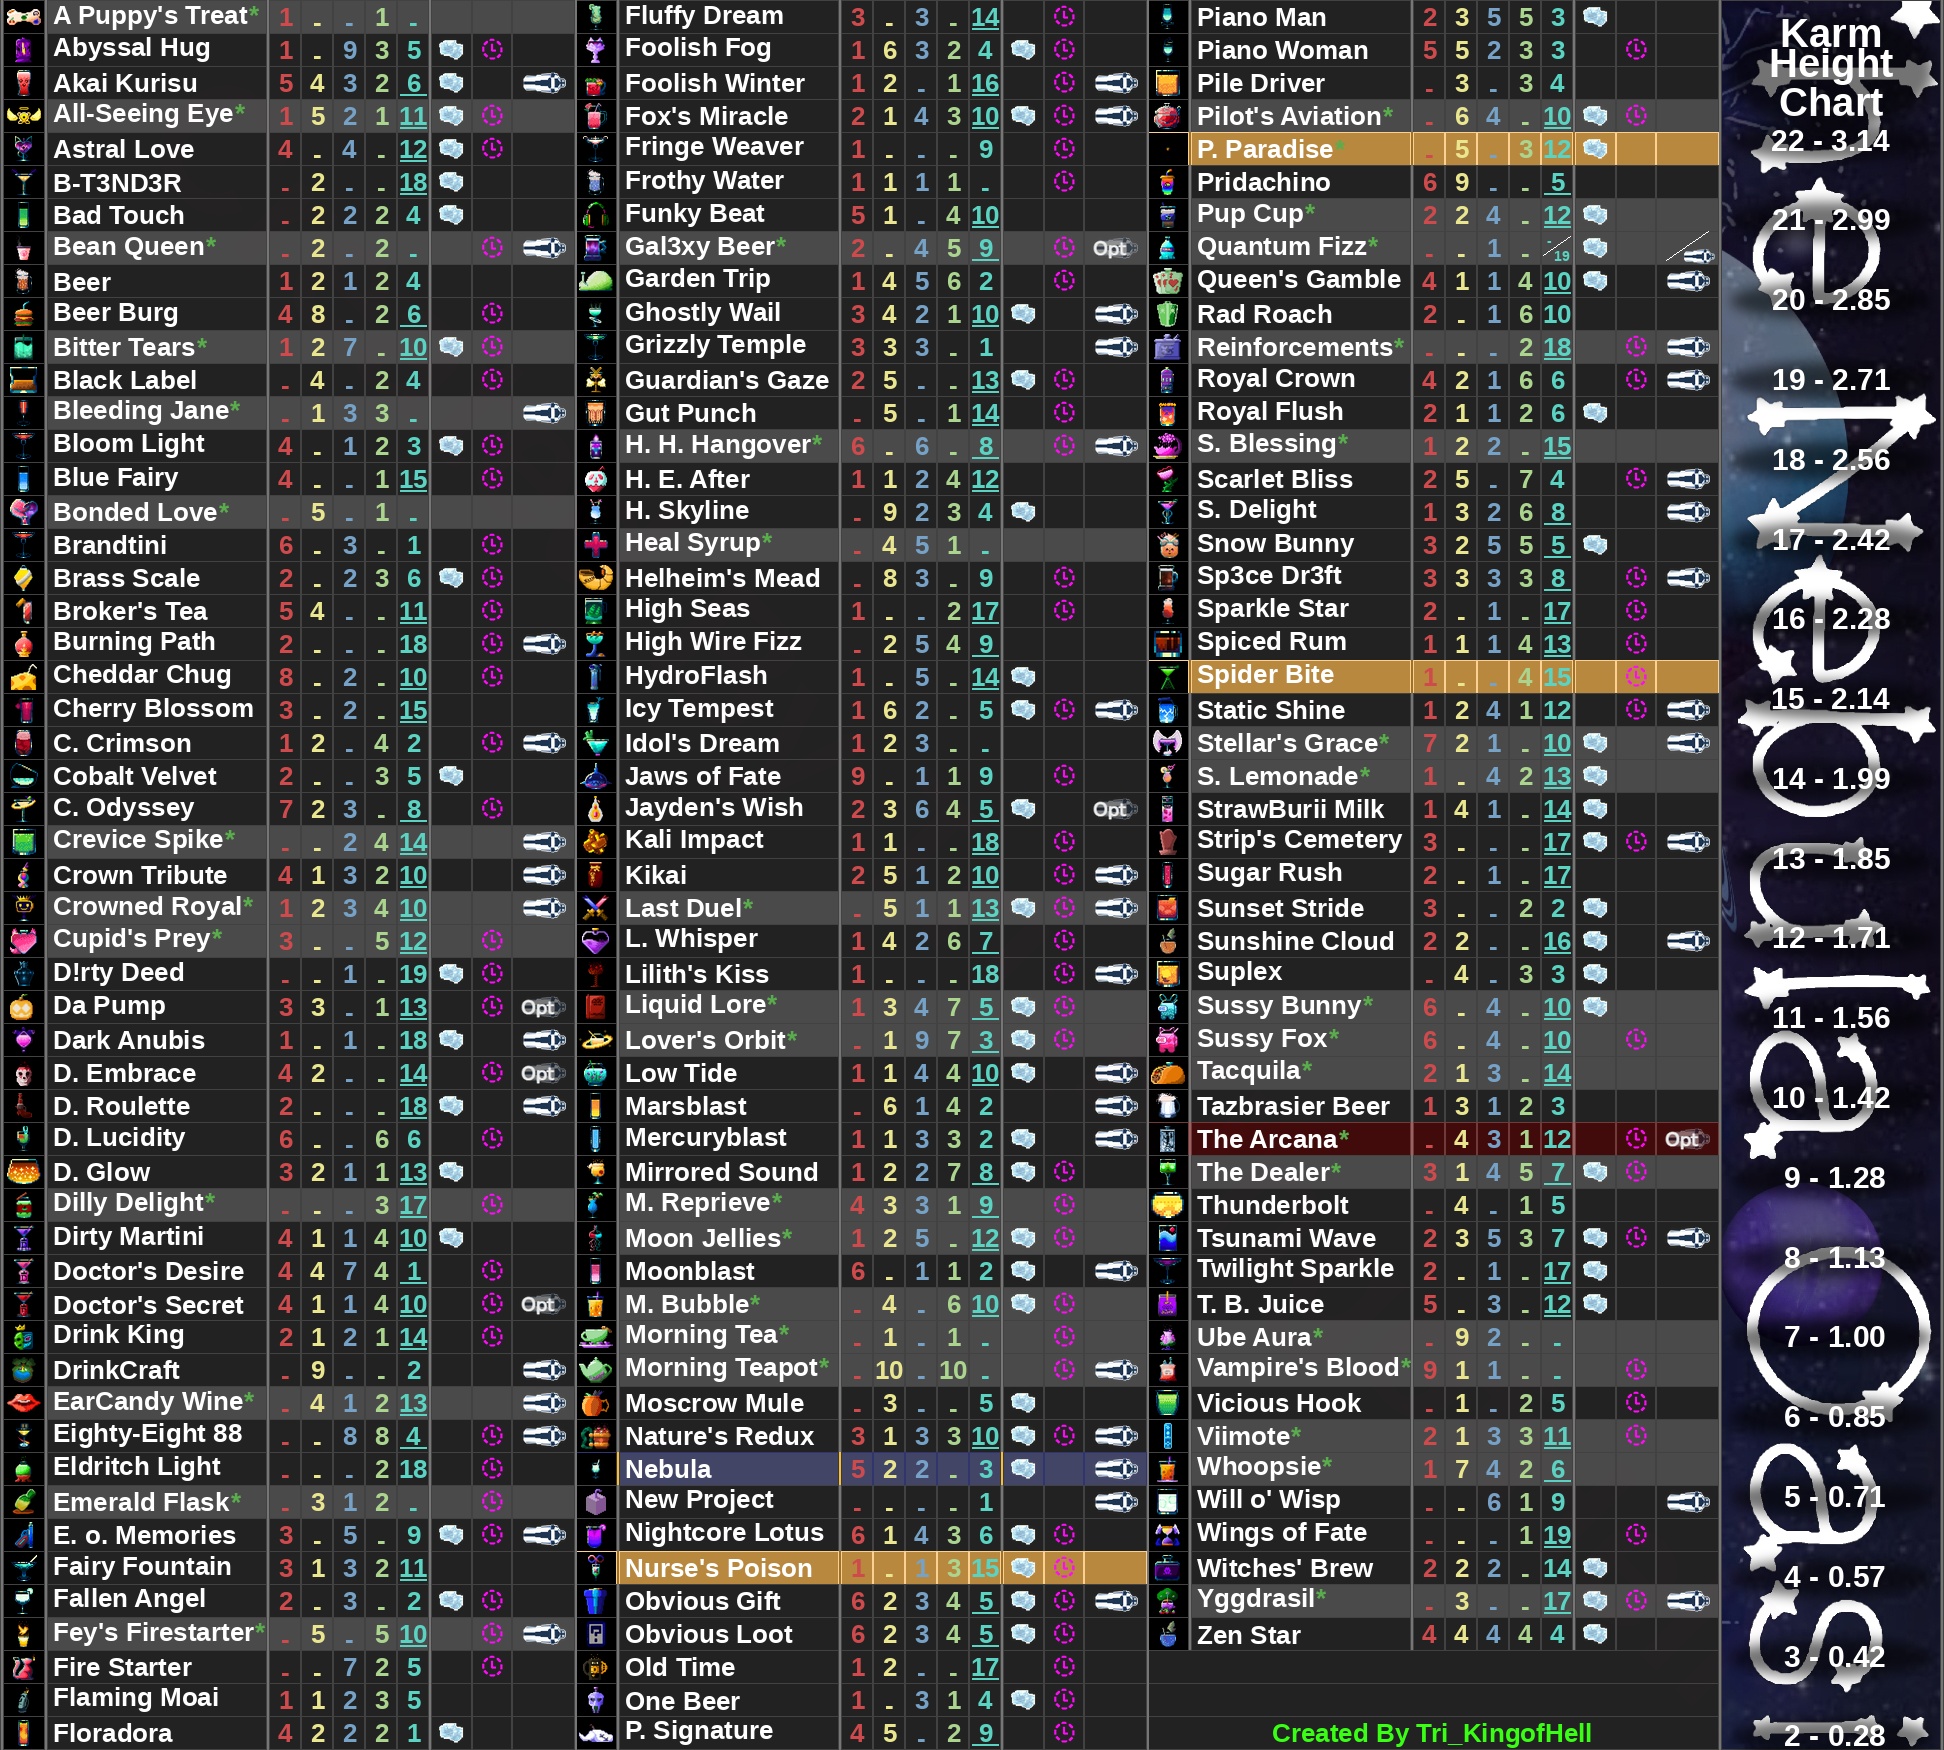 A Puppy's Treat* 1 - - 1 -
Abyssal Hug 1 - 9 3 5
Akai Kurisu 5 4 3 2 6
All-Seeing Eye* 1 5 2 1 11
Astral Love 4 - 4 - 12
B-T3ND3R - 2 - - 18
Bad Touch - 2 2 2 4
Bean Queen* - 2 - 2 -
Beer 1 2 1 2 4
Beer Burg 4 8 - 2 6
Bitter Tears* 1 2 7 - 10
Black Label - 4 - 2 4
Bleeding Jane* - 1 3 3 -
Bloom Light 4 - 1 2 3
Blue Fairy 4 - - 1 15
Bonded Love* - 5 - 1 -
Brandtini 6 - 3 - 1
Brass Scale 2 - 2 3 6
Broker's Tea 5 4 - - 11
Burning Path 2 - - - 18
Cheddar Chug 8 - 2 - 10
Cherry Blossom 3 - 2 - 15
C. Crimson 1 2 - 4 2
Cobalt Velvet 2 - - 3 5
C. Odyssey 7 2 3 - 8
Crevice Spike* - - 2 4 14
Crown Tribute 4 1 3 2 10
Crowned Royal* 1 2 3 4 10
Cupid's Prey* 3 - - 5 12
D!rty Deed - - 1 - 19
Da Pump 3 3 - 1 13 Opt
Dark Anubis 1 - 1 - 18
D. Embrace 4 2 - - 14 Opt
D. Roulette 2 - - - 18
D. Lucidity 6 - - 6 6
D. Glow 3 2 1 1 13
Dilly Delight* - - - 3 17
Dirty Martini 4 1 1 4 10
Doctor's Desire 4 4 7 4 1
Doctor's Secret 4 1 1 4 10 Opt
Drink King 2 1 2 1 14
DrinkCraft - 9 - - 2
EarCandy Wine* - 4 1 2 13
Eighty-Eight 88 - - 8 8 4
Eldritch Light - - - 2 18
Emerald Flask* - 3 1 2 -
E. o. Memories 3 - 5 - 9
Fairy Fountain 3 1 3 2 11
Fallen Angel 2 - 3 - 2
Fey's Firestarter* - 5 - 5 10
Fire Starter - - 7 2 5
Flaming Moai 1 1 2 3 5
Floradora 4 2 2 2 1
Fluffy Dream 3 - 3 - 14
Foolish Fog 1 6 3 2 4
Foolish Winter 1 2 - 1 16
Fox's Miracle 2 1 4 3 10
Fringe Weaver 1 - - - 9
Frothy Water 1 1 1 1 -
Funky Beat 5 1 - 4 10
Gal3xy Beer* 2 - 4 5 9 Opt
Garden Trip 1 4 5 6 2
Ghostly Wail 3 4 2 1 10
Grizzly Temple 3 3 3 - 1
Guardian's Gaze 2 5 - - 13
Gut Punch - 5 - 1 14
H. H. Hangover* 6 - 6 - 8
H. E. After 1 1 2 4 12
H. Skyline - 9 2 3 4
Heal Syrup* - 4 5 1 -
Helheim's Mead - 8 3 - 9
High Seas 1 - - 2 17
High Wire Fizz - 2 5 4 9
HydroFlash 1 - 5 - 14
Icy Tempest 1 6 2 - 5
Idol's Dream 1 2 3 - -
Jaws of Fate 9 - 1 1 9
Jayden's Wish 2 3 6 4 5 Opt
Kali Impact 1 1 - - 18
Kikai 2 5 1 2 10
Last Duel* - 5 1 1 13
L. Whisper 1 4 2 6 7
Lilith's Kiss 1 - - - 18
Liquid Lore* 1 3 4 7 5
Lover's Orbit* - 1 9 7 3
Low Tide 1 1 4 4 10
Marsblast - 6 1 4 2
Mercuryblast 1 1 3 3 2
Mirrored Sound 1 2 2 7 8
M. Reprieve* 4 3 3 1 9
Moon Jellies* 1 2 5 - 12
Moonblast 6 - 1 1 2
M. Bubble* - 4 - 6 10
Morning Tea* - 1 - 1 -
Morning Teapot* - 10 - 10 -
Moscrow Mule - 3 - - 5
Nature's Redux 3 1 3 3 10
Nebula 5 2 2 - 3
New Project - - - - 1
Nightcore Lotus 6 1 4 3 6
Nurse's Poison 1 - 1 3 15
Obvious Gift 6 2 3 4 5
Obvious Loot 6 2 3 4 5
Old Time 1 2 - - 17
One Beer 1 - 3 1 4
P. Signature 4 5 - 2 9
Piano Man 2 3 5 5 3
Piano Woman 5 5 2 3 3
Pile Driver - 3 - 3 4
Pilot's Aviation* - 6 4 - 10
P. Paradise* - 5 - 3 12
Pridachino 6 9 - - 5
Pup Cup* 2 2 4 - 12
Quantum Fizz* - - 1 - -/19
Queen's Gamble 4 1 1 4 10
Rad Roach 2 - 1 6 10
Reinforcements* - - - 2 18
Royal Crown 4 2 1 6 6
Royal Flush 2 1 1 2 6
S. Blessing* 1 2 2 - 15
Scarlet Bliss 2 5 - 7 4
S. Delight 1 3 2 6 8
Snow Bunny 3 2 5 5 5
Sp3ce Dr3ft 3 3 3 3 8
Sparkle Star 2 - 1 - 17
Spiced Rum 1 1 1 4 13
Spider Bite 1 - - 4 15
Static Shine 1 2 4 1 12
Stellar's Grace* 7 2 1 - 10
S. Lemonade* 1 - 4 2 13
StrawBurii Milk 1 4 1 - 14
Strip's Cemetery 3 - - - 17
Sugar Rush 2 - 1 - 17
Sunset Stride 3 - - 2 2
Sunshine Cloud 2 2 - - 16
Suplex - 4 - 3 3
Sussy Bunny* 6 - 4 - 10
Sussy Fox* 6 - 4 - 10
Tacquila* 2 1 3 - 14
Tazbrasier Beer 1 3 1 2 3
The Arcana* - 4 3 1 12 Opt
The Dealer* 3 1 4 5 7
Thunderbolt - 4 - 1 5
Tsunami Wave 2 3 5 3 7
Twilight Sparkle 2 - 1 - 17
T. B. Juice 5 - 3 - 12
Ube Aura* - 9 2 - -
Vampire's Blood* 9 1 1 - -
Vicious Hook - 1 - 2 5
Viimote* 2 1 3 3 11
Whoopsie* 1 7 4 2 6
Will o' Wisp - - 6 1 9
Wings of Fate - - - 1 19
Witches' Brew 2 2 2 - 14
Yggdrasil* - 3 - - 17
Zen Star 4 4 4 4 4
Created By Tri_KingofHell
Karm
Height
Chart
22 - 3.14
21 - 2.99
20 - 2.85
19 - 2.71
18 - 2.56
17 - 2.42
16 - 2.28
15 - 2.14
14 - 1.99
13 - 1.85
12 - 1.71
11 - 1.56
10 - 1.42
9 - 1.28
8 - 1.13
7 - 1.00
6 - 0.85
5 - 0.71
4 - 0.57
3 - 0.42
2 - 0.28